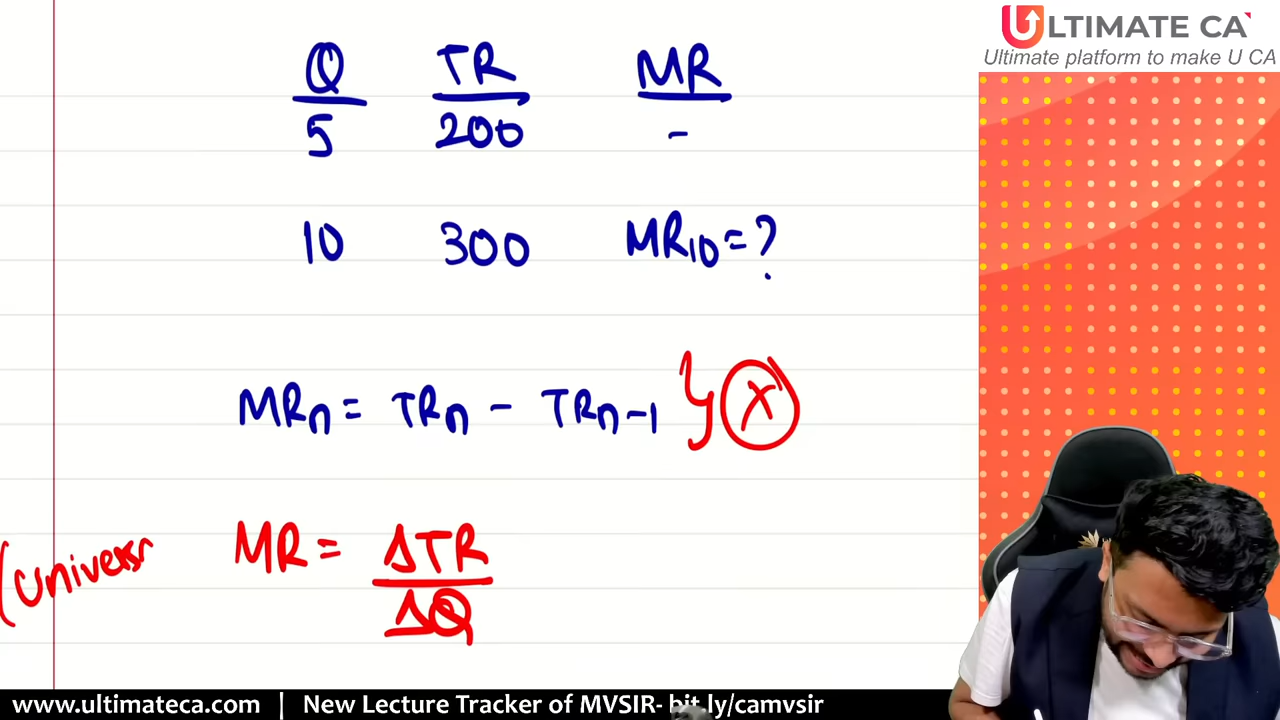 ULTIMATE CA
Ultimate platform to make U CA
Q TR MR
5 200 -
10 300 MR10 = ?
MRn = TRn - TRn-1 } X
(Univers MR = ΔTR
ΔQ
www.ultimateca.com | New Lecture Tracker of MVSIR- bit.ly/camvsir